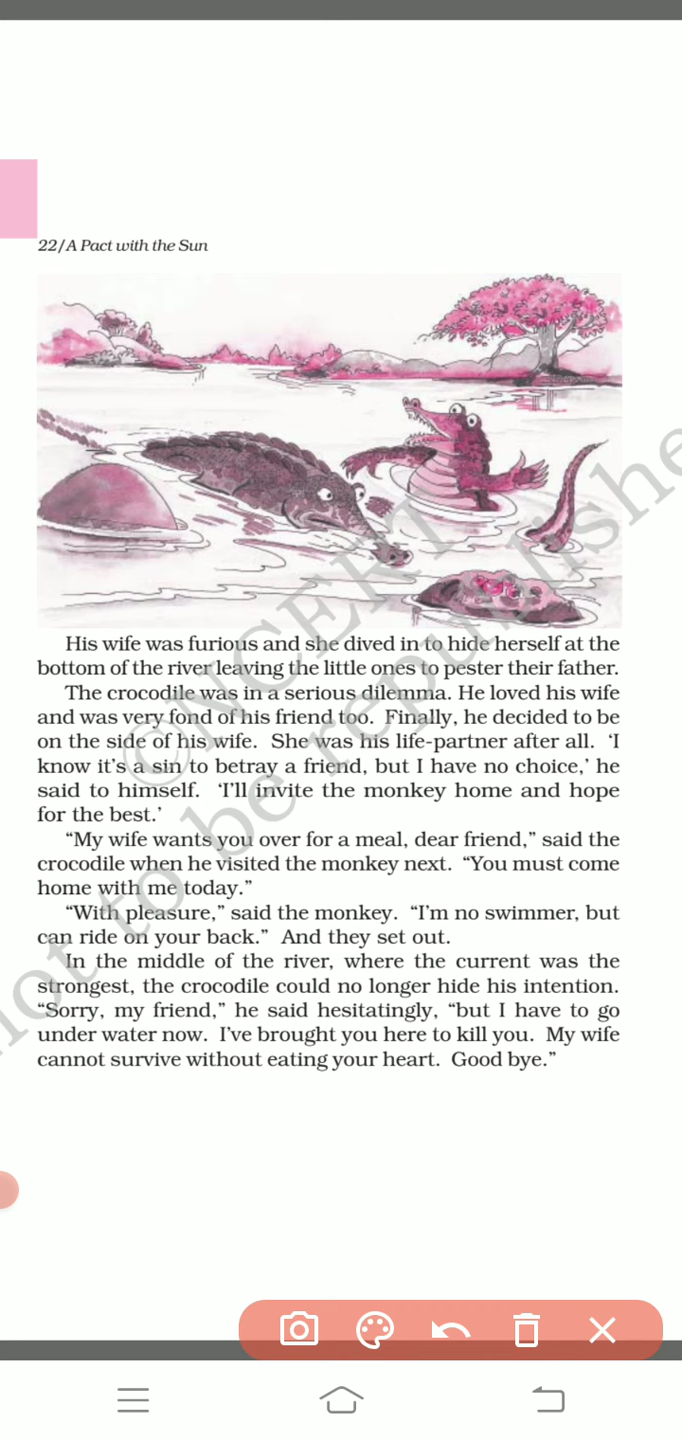 22/A Pact with the Sun
His wife was furious and she dived in to hide herself at the
bottom of the river leaving the little ones to pester their father.
The crocodile was in a serious dilemma. He loved his wife
and was very fond of his friend too. Finally, he decided to be
on the side of his wife. She was his life-partner after all. ‘I
know it’s a sin to betray a friend, but I have no choice,’ he
said to himself. ‘I’ll invite the monkey home and hope
for the best.’
“My wife wants you over for a meal, dear friend,” said the
crocodile when he visited the monkey next. “You must come
home with me today.”
“With pleasure,” said the monkey. “I’m no swimmer, but
can ride on your back.” And they set out.
In the middle of the river, where the current was the
strongest, the crocodile could no longer hide his intention.
“Sorry, my friend,” he said hesitatingly, “but I have to go
under water now. I’ve brought you here to kill you. My wife
cannot survive without eating your heart. Good bye.”
©NCERT
not to be republishe